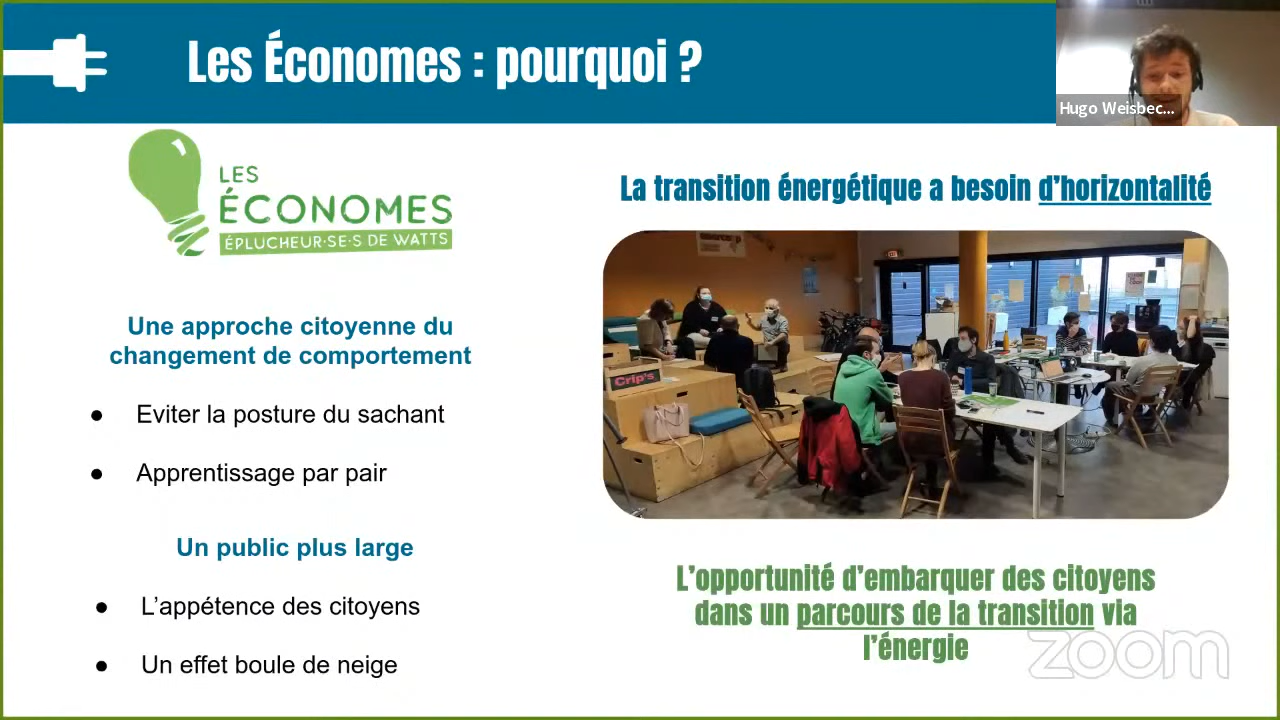 Les Économes : pourquoi ?
Hugo Weisbec...
LES
ÉCONOMES
ÉPLUCHEUR·SE·S DE WATTS
La transition énergétique a besoin d'horizontalité
Une approche citoyenne du
changement de comportement
● Eviter la posture du sachant
● Apprentissage par pair
Un public plus large
● L'appétence des citoyens
● Un effet boule de neige
Crip's
L'opportunité d'embarquer des citoyens
dans un parcours de la transition via
l'énergie
zoom